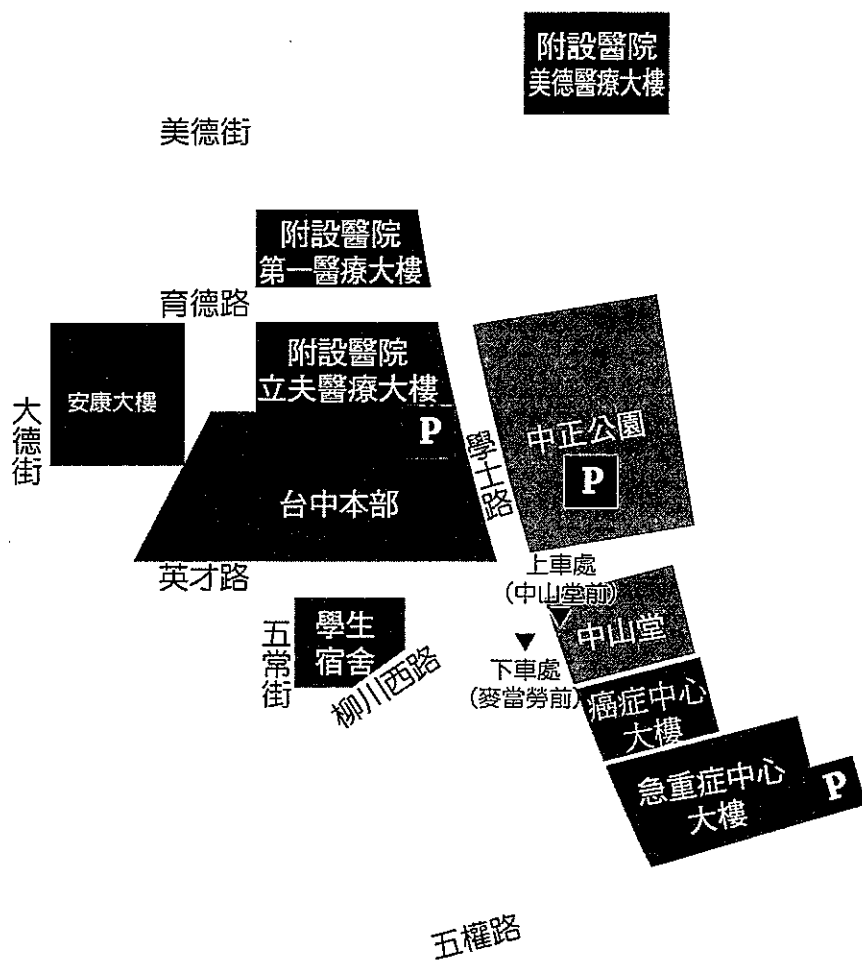 附設醫院
美德醫療大樓
美德街
附設醫院
第一醫療大樓
育德路
附設醫院
立夫醫療大樓
安康大樓
大德街
P
學士路
中正公園
P
台中本部
英才路
上車處
(中山堂前)
中山堂
五常街
學生
宿舍
柳川西路
下車處
(麥當勞前)
癌症中心
大樓
急重症中心
大樓
P
五權路